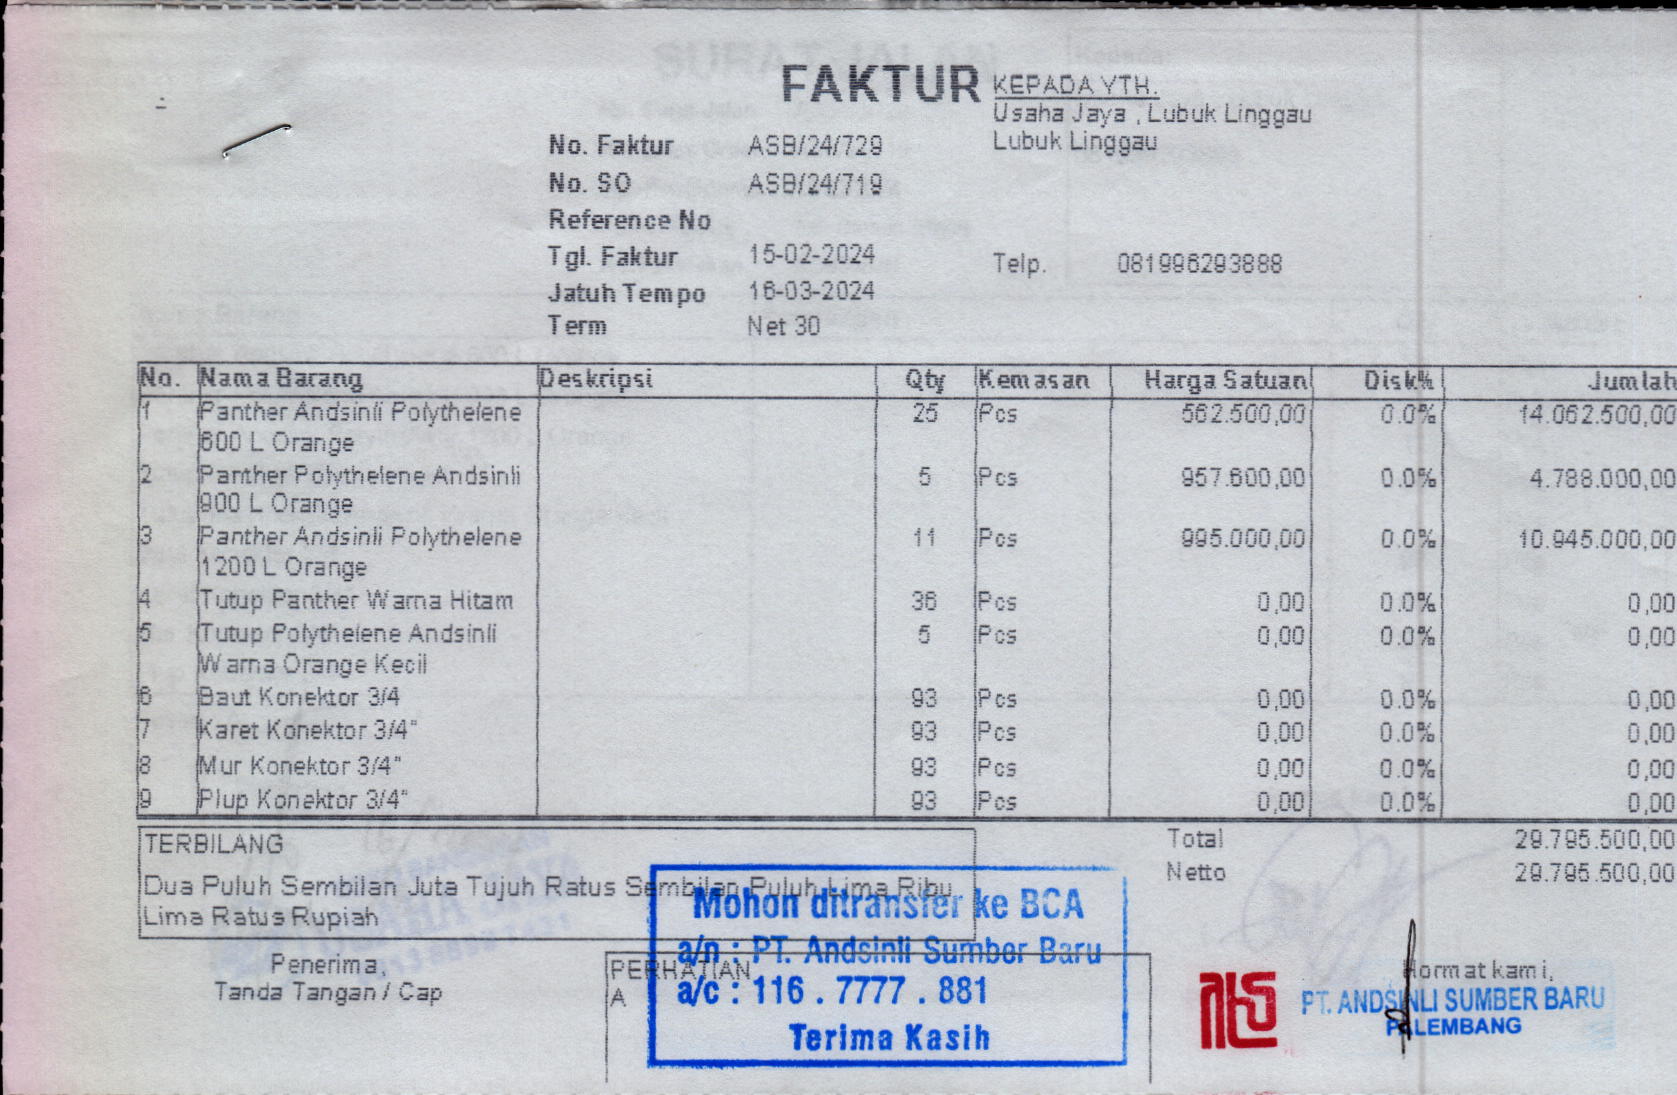 FAKTUR
KEPADA YTH.
Usaha Jaya , Lubuk Linggau
Lubuk Linggau
No. Faktur ASB/24/729
No. SO ASB/24/719
Reference No
Tgl. Faktur 15-02-2024
Telp. 081996293888
Jatuh Tempo 16-03-2024
Term Net 30
No. Nama Barang Deskripsi Qty Kemasan Harga Satuan Disk% Jumlah
1 Panther Andsinli Polythelene 25 Pcs 562.500,00 0.0% 14.062.500,00
600 L Orange
2 Panther Polythelene Andsinli 5 Pcs 957.600,00 0.0% 4.788.000,00
900 L Orange
3 Panther Andsinli Polythelene 11 Pcs 995.000,00 0.0% 10.945.000,00
1200 L Orange
4 Tutup Panther Warna Hitam 36 Pcs 0,00 0.0% 0,00
5 Tutup Polythelene Andsinli 5 Pcs 0,00 0.0% 0,00
Warna Orange Kecil
6 Baut Konektor 3/4 93 Pcs 0,00 0.0% 0,00
7 Karet Konektor 3/4" 93 Pcs 0,00 0.0% 0,00
8 Mur Konektor 3/4" 93 Pcs 0,00 0.0% 0,00
9 Plup Konektor 3/4" 93 Pcs 0,00 0.0% 0,00
TERBILANG
Total 29.795.500,00
Netto 29.795.500,00
Dua Puluh Sembilan Juta Tujuh Ratus Sembilan Puluh Lima Ribu
Lima Ratus Rupiah
Mohon ditransfer ke BCA
a/n : PT. Andsinli Sumber Baru
a/c : 116 . 7777 . 881
Terima Kasih
Penerima,
Tanda Tangan / Cap
PERHATIAN
A
Hormat kami,
PT. ANDSINLI SUMBER BARU
PALEMBANG